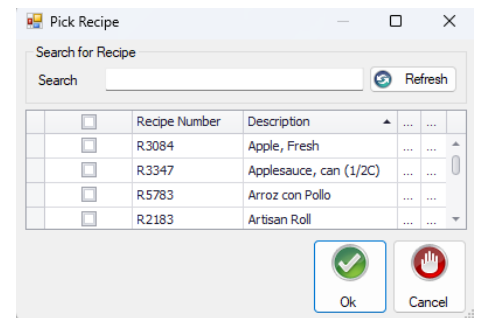 Pick Recipe
Search for Recipe
Search Refresh
Recipe Number Description ... ...
R3084 Apple, Fresh ... ...
R3347 Applesauce, can (1/2C) ... ...
R5783 Arroz con Pollo ... ...
R2183 Artisan Roll ... ...
Ok Cancel